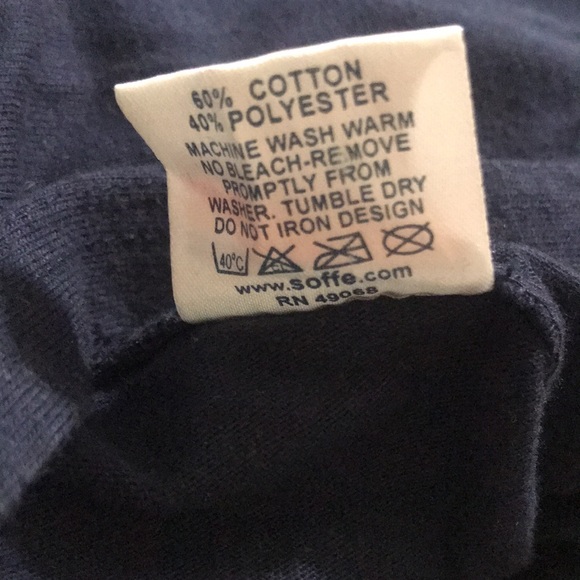 60% COTTON
40% POLYESTER
MACHINE WASH WARM
NO BLEACH-REMOVE
PROMPTLY FROM
WASHER. TUMBLE DRY
DO NOT IRON DESIGN
40°C
www.soffe.com
RN 49068